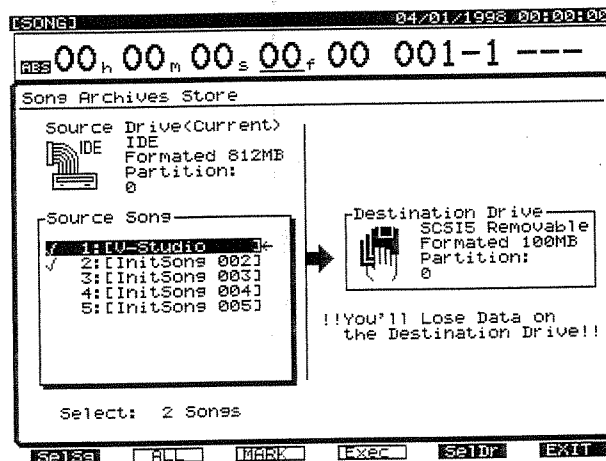 [SONG] 04/01/1998 00:00:00
ABS 00h 00m 00s 00f 00 001-1 ---
Song Archives Store
Source Drive(Current)
IDE
IDE
Formated 812MB
Partition:
0
Source Song
✓ 1:[V-Studio ]←
✓ 2:[InitSong 002]
3:[InitSong 003]
4:[InitSong 004]
5:[InitSong 005]
Select: 2 Songs
Destination Drive
SCSI5 Removable
Formated 100MB
Partition:
0
!!You'll Lose Data on
the Destination Drive!!
SelSg ALL MARK Exec SelDr EXIT